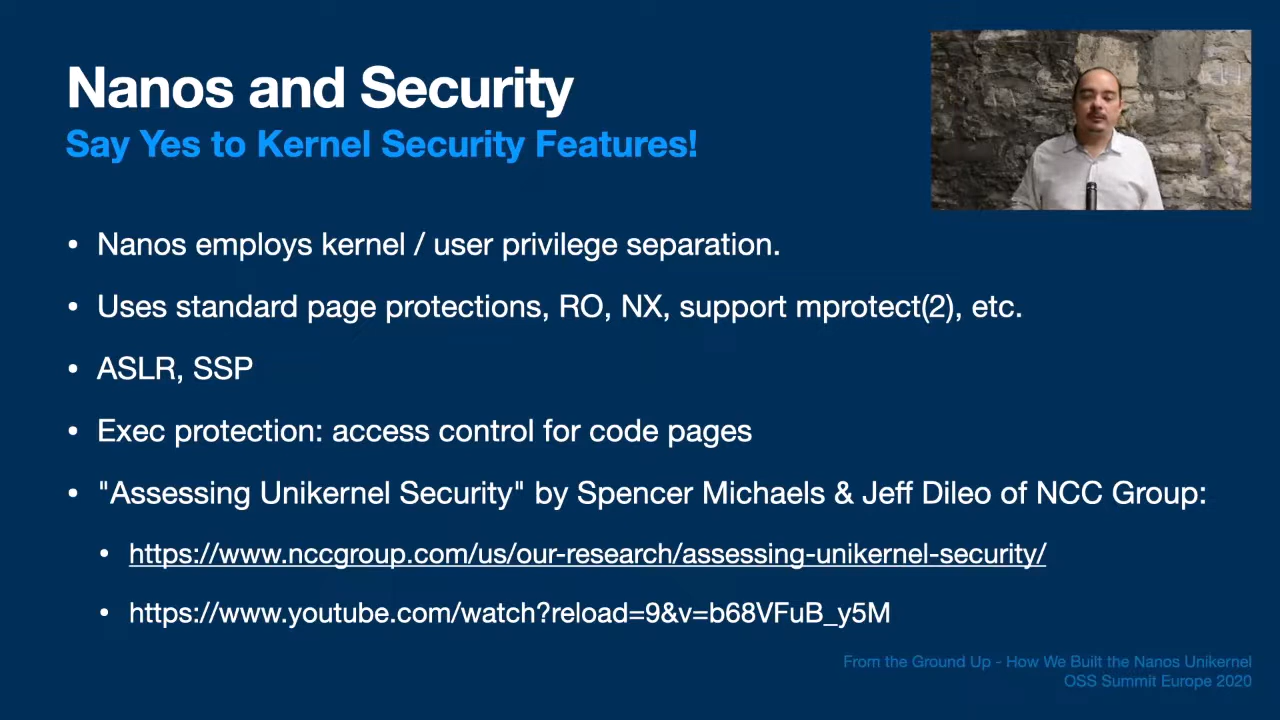 Nanos and Security
Say Yes to Kernel Security Features!
• Nanos employs kernel / user privilege separation.
• Uses standard page protections, RO, NX, support mprotect(2), etc.
• ASLR, SSP
• Exec protection: access control for code pages
• "Assessing Unikernel Security" by Spencer Michaels & Jeff Dileo of NCC Group:
• https://www.nccgroup.com/us/our-research/assessing-unikernel-security/
• https://www.youtube.com/watch?reload=9&v=b68VFuB_y5M
From the Ground Up - How We Built the Nanos Unikernel
OSS Summit Europe 2020